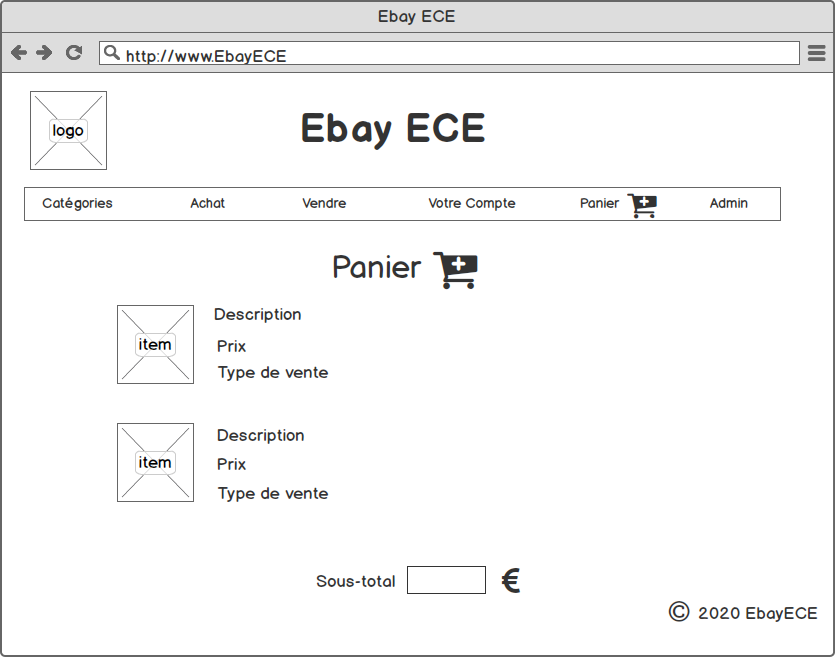 Ebay ECE
http://www.EbayECE
logo
Ebay ECE
Catégories Achat Vendre Votre Compte Panier Admin
Panier
item
Description
Prix
Type de vente
item
Description
Prix
Type de vente
Sous-total €
© 2020 EbayECE